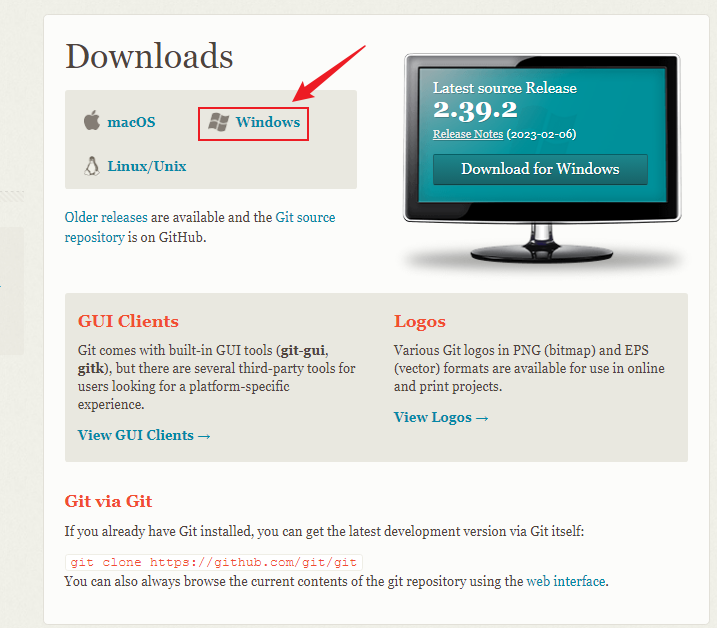 Downloads
macOS
Windows
Linux/Unix
Older releases are available and the Git source
repository is on GitHub.
Latest source Release
2.39.2
Release Notes (2023-02-06)
Download for Windows
GUI Clients
Git comes with built-in GUI tools (git-gui,
gitk), but there are several third-party tools for
users looking for a platform-specific
experience.
View GUI Clients →
Logos
Various Git logos in PNG (bitmap) and EPS
(vector) formats are available for use in online
and print projects.
View Logos →
Git via Git
If you already have Git installed, you can get the latest development version via Git itself:
git clone https://github.com/git/git
You can also always browse the current contents of the git repository using the web interface.